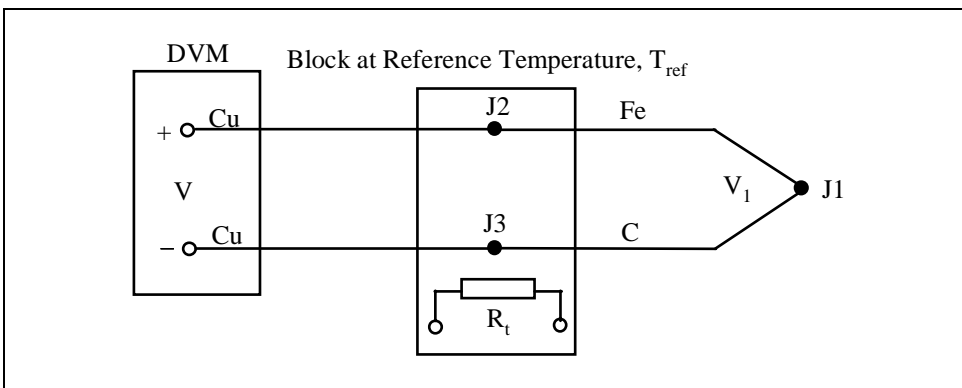 DVM
Block at Reference Temperature, T_ref
Cu
J2
Fe
+
V
V_1
J1
J3
Cu
C
−
R_t